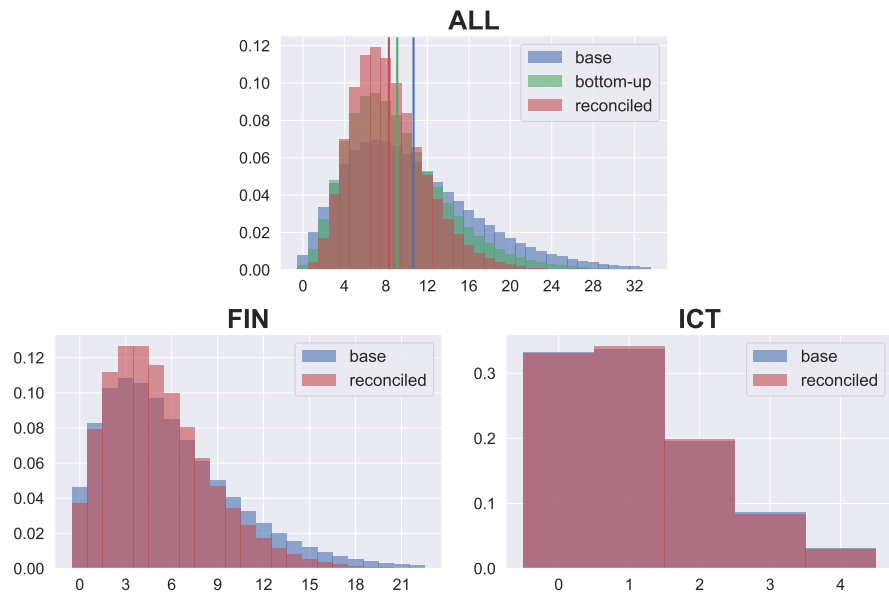 ALL
0.12
0.10
0.08
0.06
0.04
0.02
0.00
base
bottom-up
reconciled
0 4 8 12 16 20 24 28 32
FIN
0.12
0.10
0.08
0.06
0.04
0.02
0.00
base
reconciled
0 3 6 9 12 15 18 21
ICT
0.3
0.2
0.1
0.0
base
reconciled
0 1 2 3 4